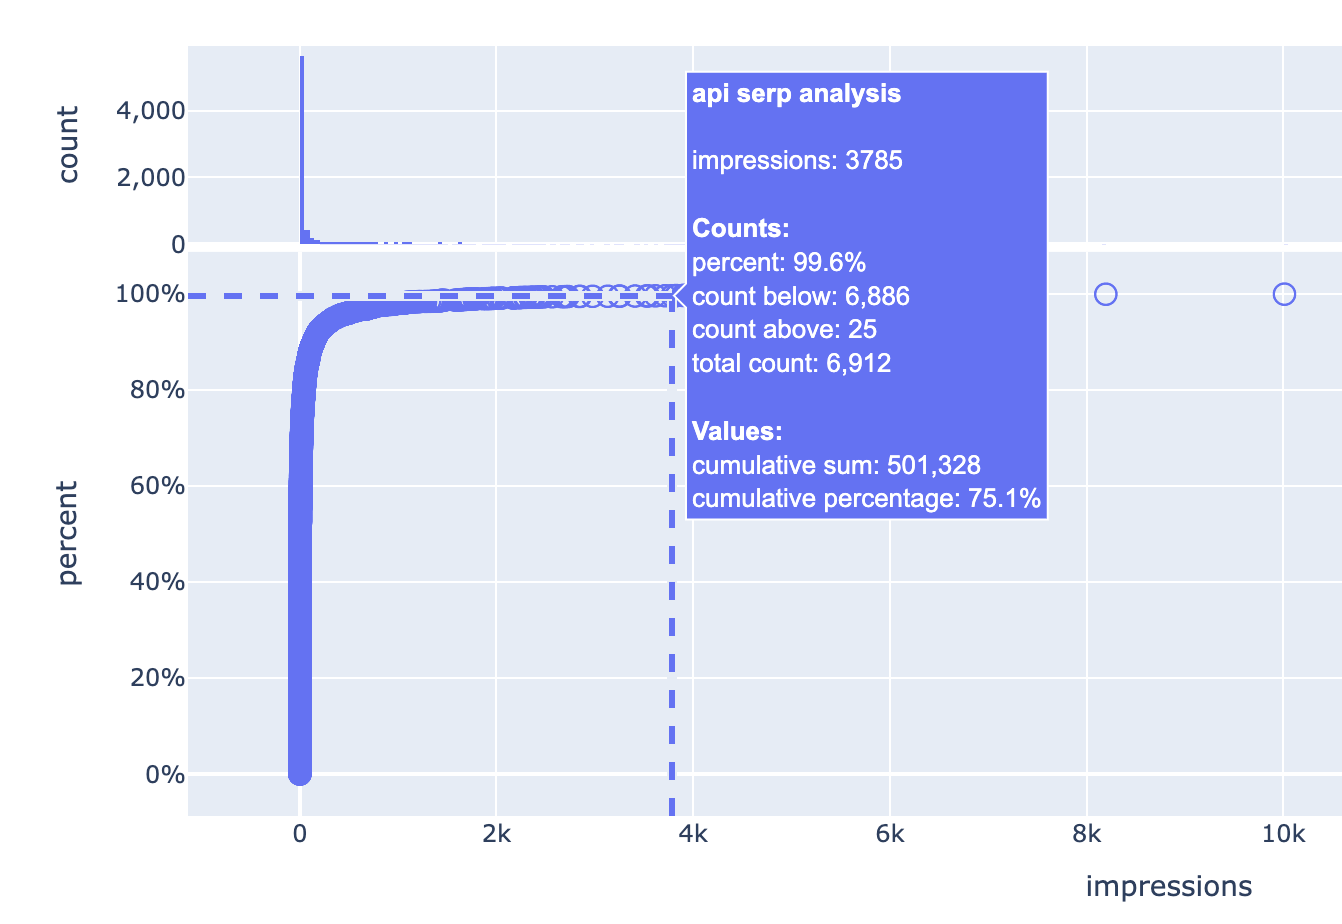 count
4,000
2,000
0
api serp analysis
impressions: 3785
Counts:
percent: 99.6%
count below: 6,886
count above: 25
total count: 6,912
Values:
cumulative sum: 501,328
cumulative percentage: 75.1%
percent
100%
80%
60%
40%
20%
0%
0 2k 4k 6k 8k 10k
impressions